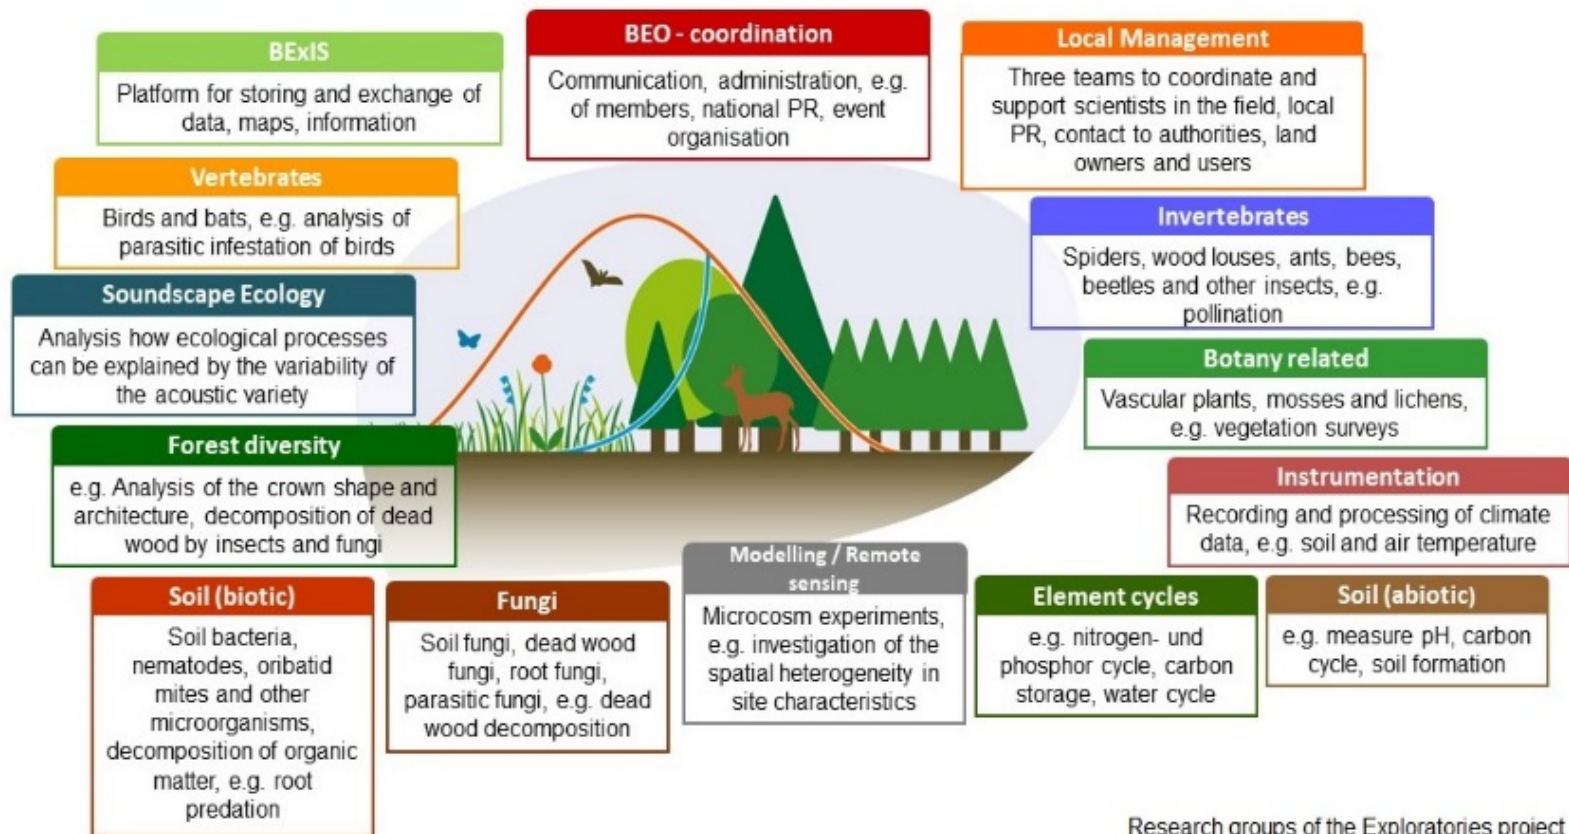 BExIS
Platform for storing and exchange of
data, maps, information
BEO - coordination
Communication, administration, e.g.
of members, national PR, event
organisation
Local Management
Three teams to coordinate and
support scientists in the field, local
PR, contact to authorities, land
owners and users
Vertebrates
Birds and bats, e.g. analysis of
parasitic infestation of birds
Invertebrates
Spiders, wood louses, ants, bees,
beetles and other insects, e.g.
pollination
Soundscape Ecology
Analysis how ecological processes
can be explained by the variability of
the acoustic variety
Botany related
Vascular plants, mosses and lichens,
e.g. vegetation surveys
Forest diversity
e.g. Analysis of the crown shape and
architecture, decomposition of dead
wood by insects and fungi
Instrumentation
Recording and processing of climate
data, e.g. soil and air temperature
Soil (biotic)
Soil bacteria,
nematodes, oribatid
mites and other
microorganisms,
decomposition of organic
matter, e.g. root
predation
Fungi
Soil fungi, dead wood
fungi, root fungi,
parasitic fungi, e.g. dead
wood decomposition
Modelling / Remote
sensing
Microcosm experiments,
e.g. investigation of the
spatial heterogeneity in
site characteristics
Element cycles
e.g. nitrogen- und
phosphor cycle, carbon
storage, water cycle
Soil (abiotic)
e.g. measure pH, carbon
cycle, soil formation
Research groups of the Exploratories project